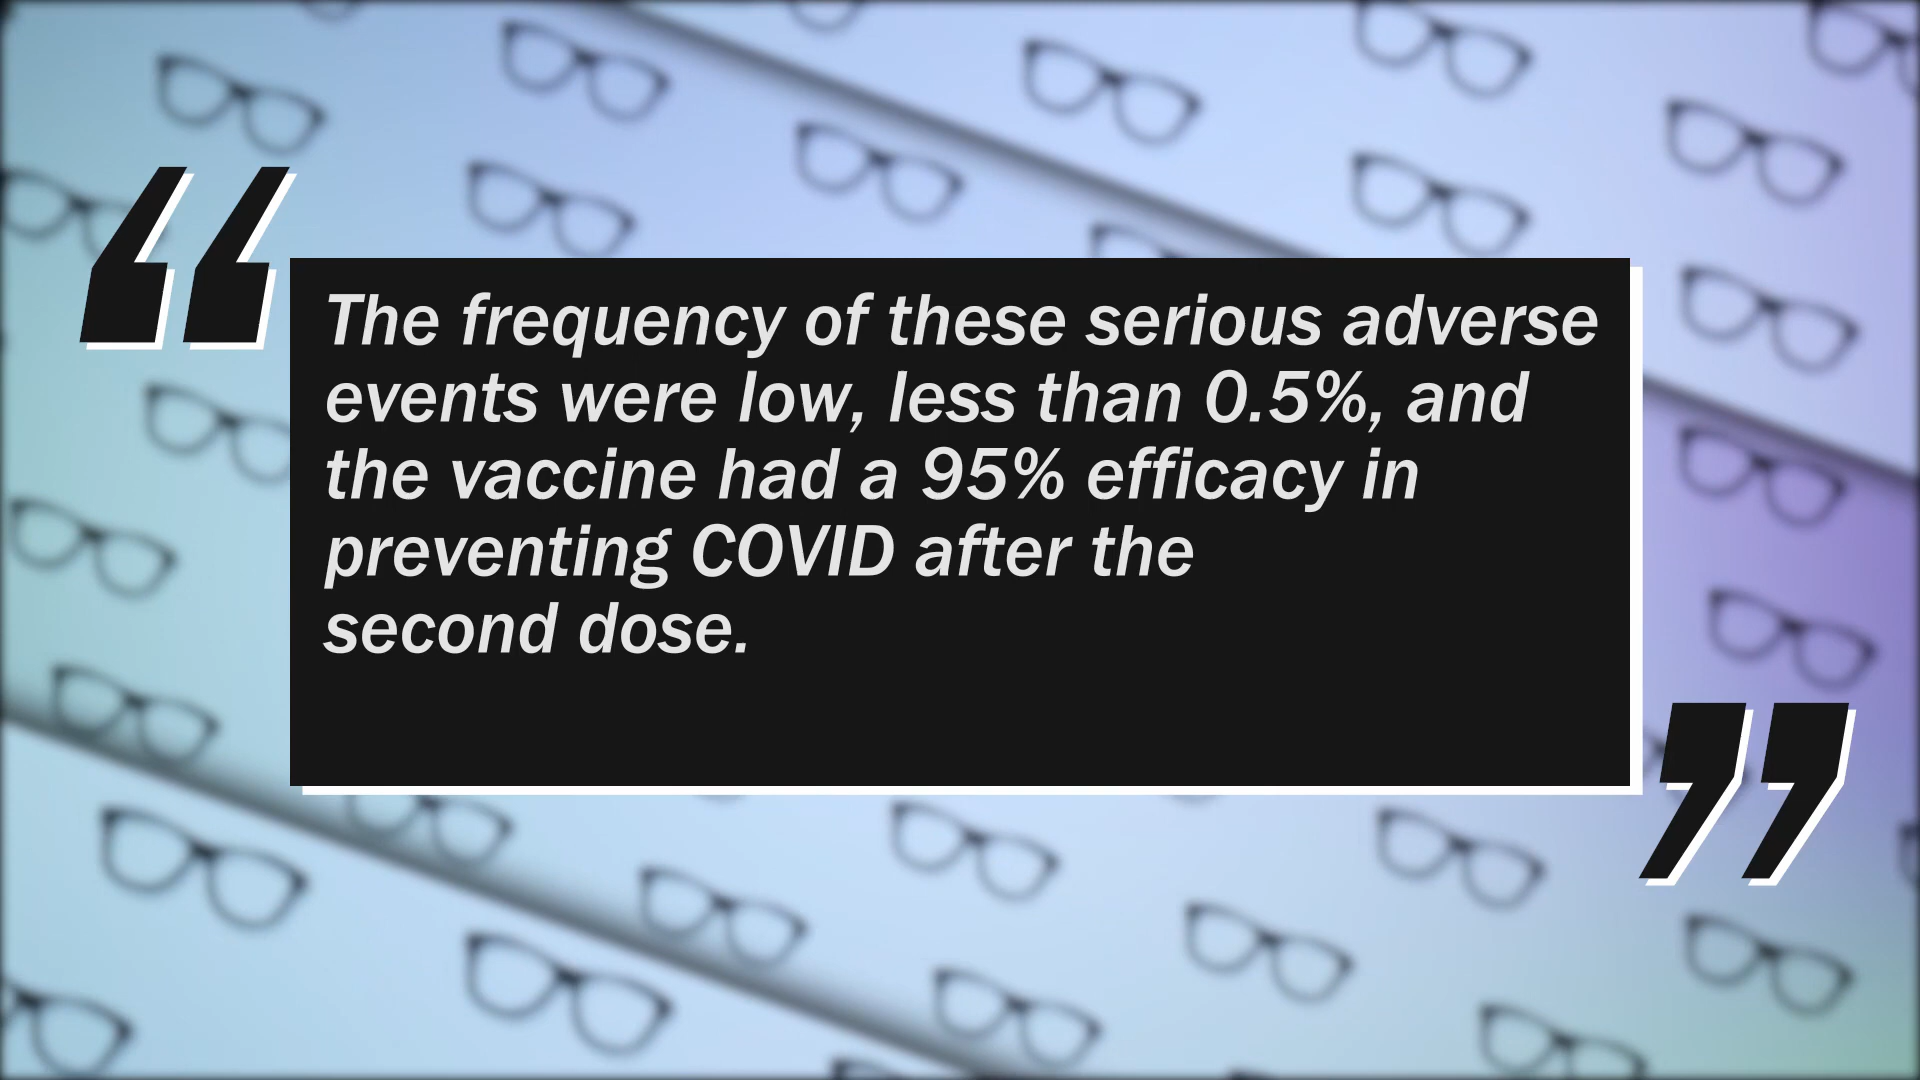 “
The frequency of these serious adverse
events were low, less than 0.5%, and
the vaccine had a 95% efficacy in
preventing COVID after the
second dose.
”